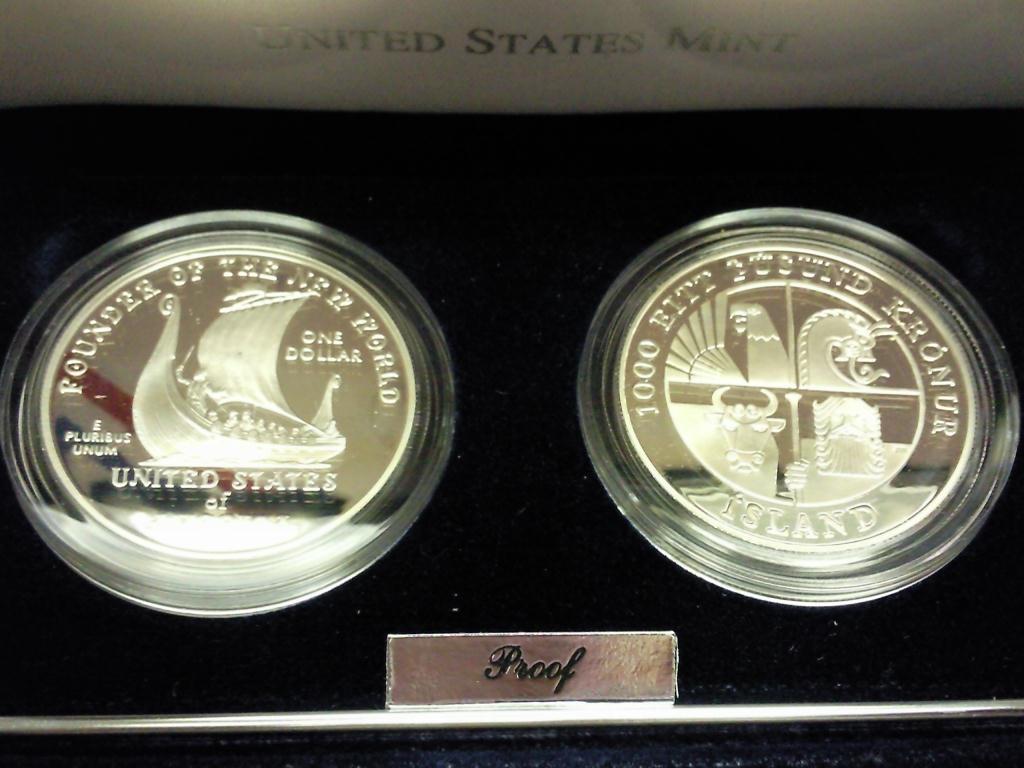 UNITED STATES MINT
FOUNDER OF THE NEW WORLD
ONE
DOLLAR
E
PLURIBUS
UNUM
UNITED STATES
of
1000 EITT ÞÚSUND KRÓNUR
ÍSLAND
Proof